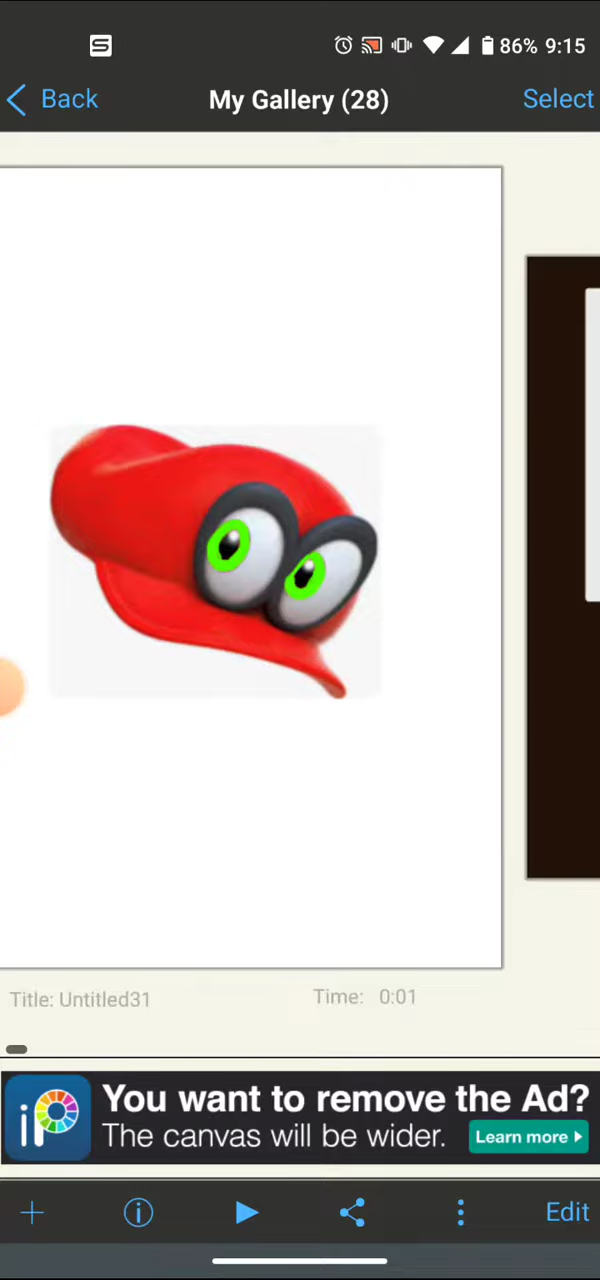 86% 9:15
Back My Gallery (28) Select
Title: Untitled31 Time: 0:01
iP You want to remove the Ad?
The canvas will be wider. Learn more
Edit